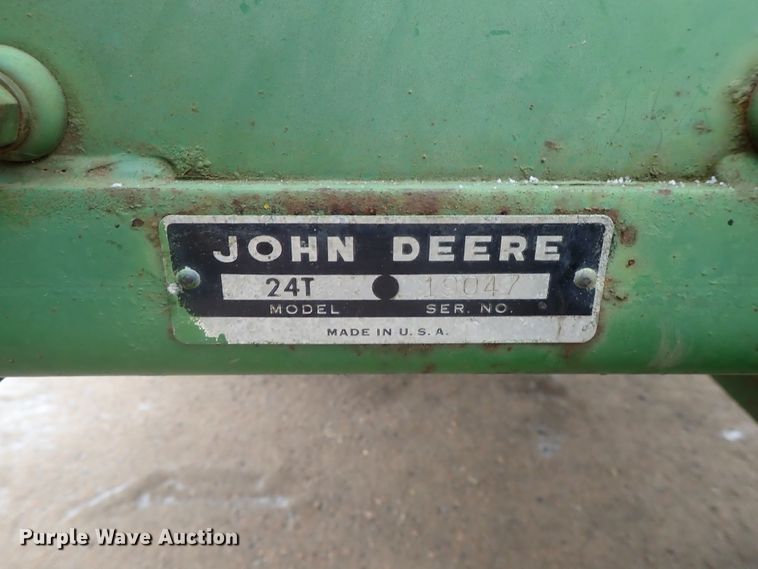 JOHN DEERE
24T 19047
MODEL SER. NO.
MADE IN U.S.A.
Purple Wave Auction